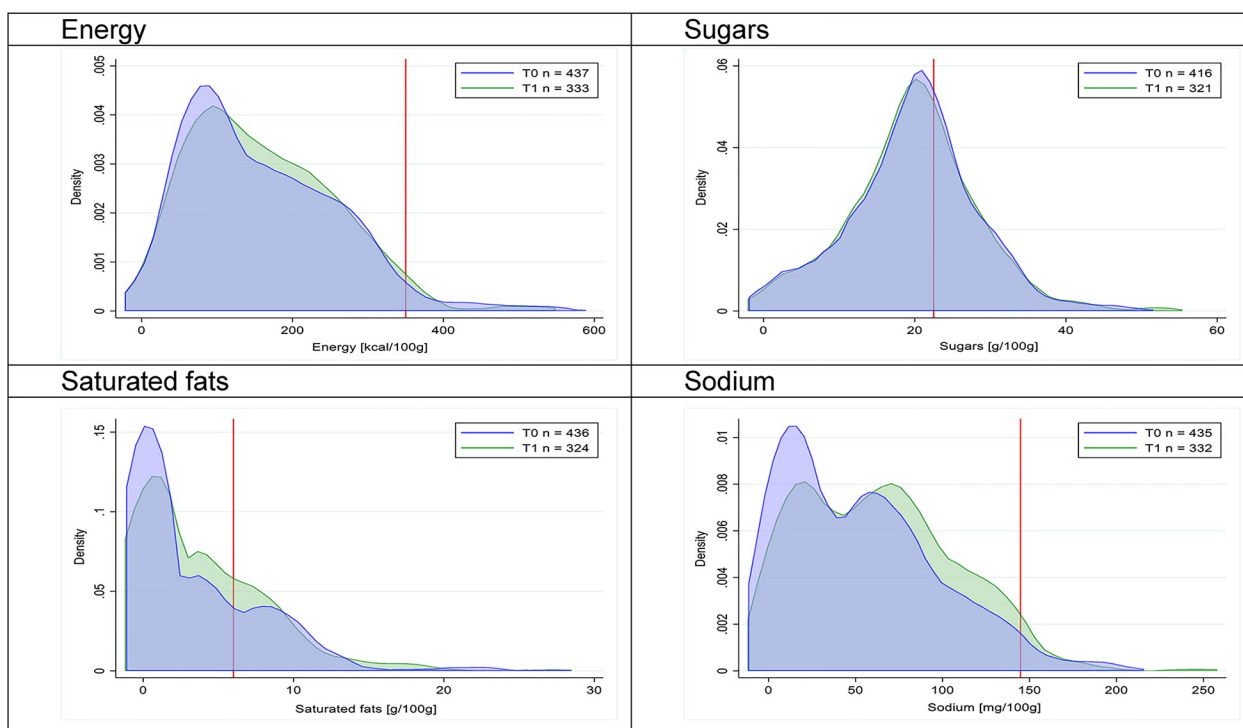 Energy
Sugars
.005
.004
.003
.002
.001
0
Density
T0 n = 437
T1 n = 333
0 200 400 600
Energy [kcal/100g]
.06
.04
.02
0
Density
T0 n = 416
T1 n = 321
0 20 40 60
Sugars [g/100g]
Saturated fats
Sodium
.15
.1
.05
0
Density
T0 n = 436
T1 n = 324
0 10 20 30
Saturated fats [g/100g]
.01
.008
.006
.004
.002
0
Density
T0 n = 435
T1 n = 332
0 50 100 150 200 250
Sodium [mg/100g]